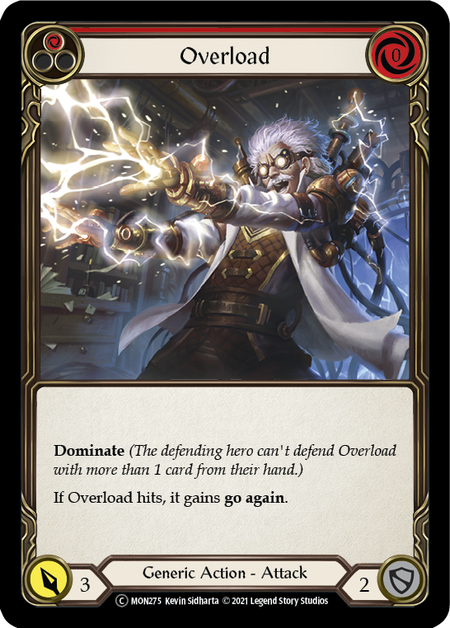 Overload
0
Dominate (The defending hero can't defend Overload
with more than 1 card from their hand.)
If Overload hits, it gains go again.
3
Generic Action - Attack
2
C MON275 Kevin Sidharta © 2021 Legend Story Studios